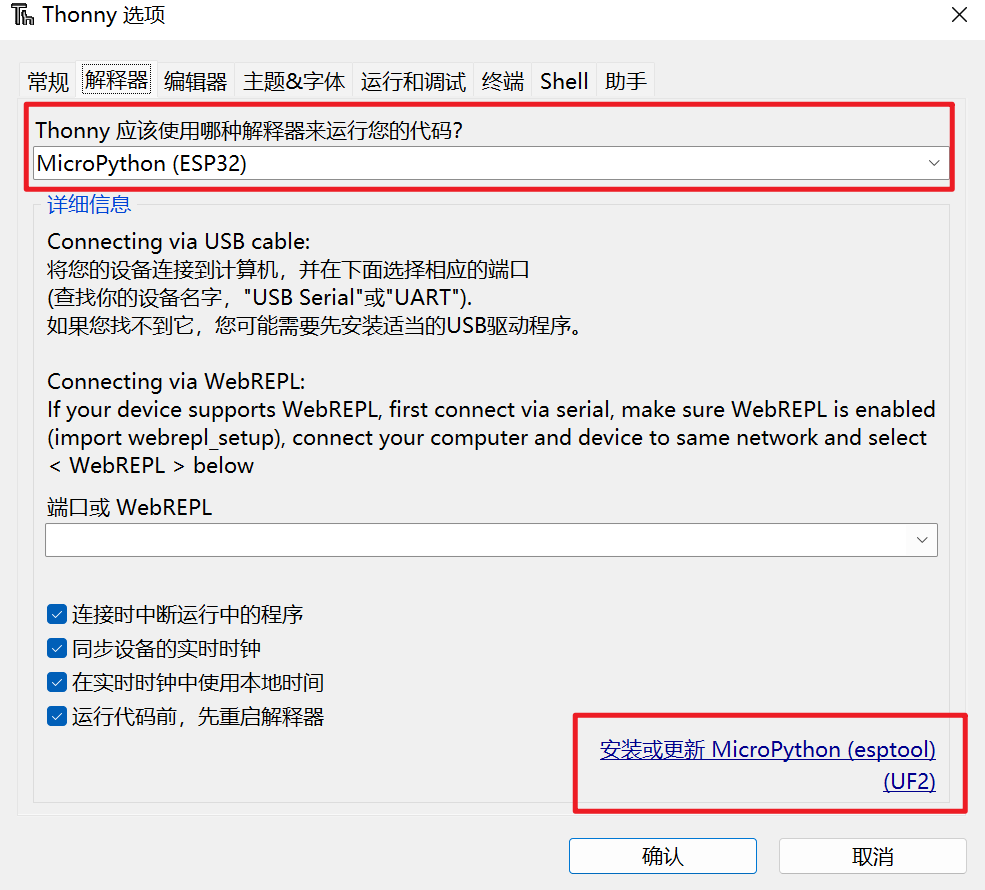 Thonny 选项
常规 解释器 编辑器 主题&字体 运行和调试 终端 Shell 助手
Thonny 应该使用哪种解释器来运行您的代码?
MicroPython (ESP32)
详细信息
Connecting via USB cable:
将您的设备连接到计算机，并在下面选择相应的端口
(查找你的设备名字，"USB Serial"或"UART").
如果您找不到它，您可能需要先安装适当的USB驱动程序。
Connecting via WebREPL:
If your device supports WebREPL, first connect via serial, make sure WebREPL is enabled
(import webrepl_setup), connect your computer and device to same network and select
< WebREPL > below
端口或 WebREPL
连接时中断运行中的程序
同步设备的实时时钟
在实时时钟中使用本地时间
运行代码前，先重启解释器
安装或更新 MicroPython (esptool)
(UF2)
确认 取消